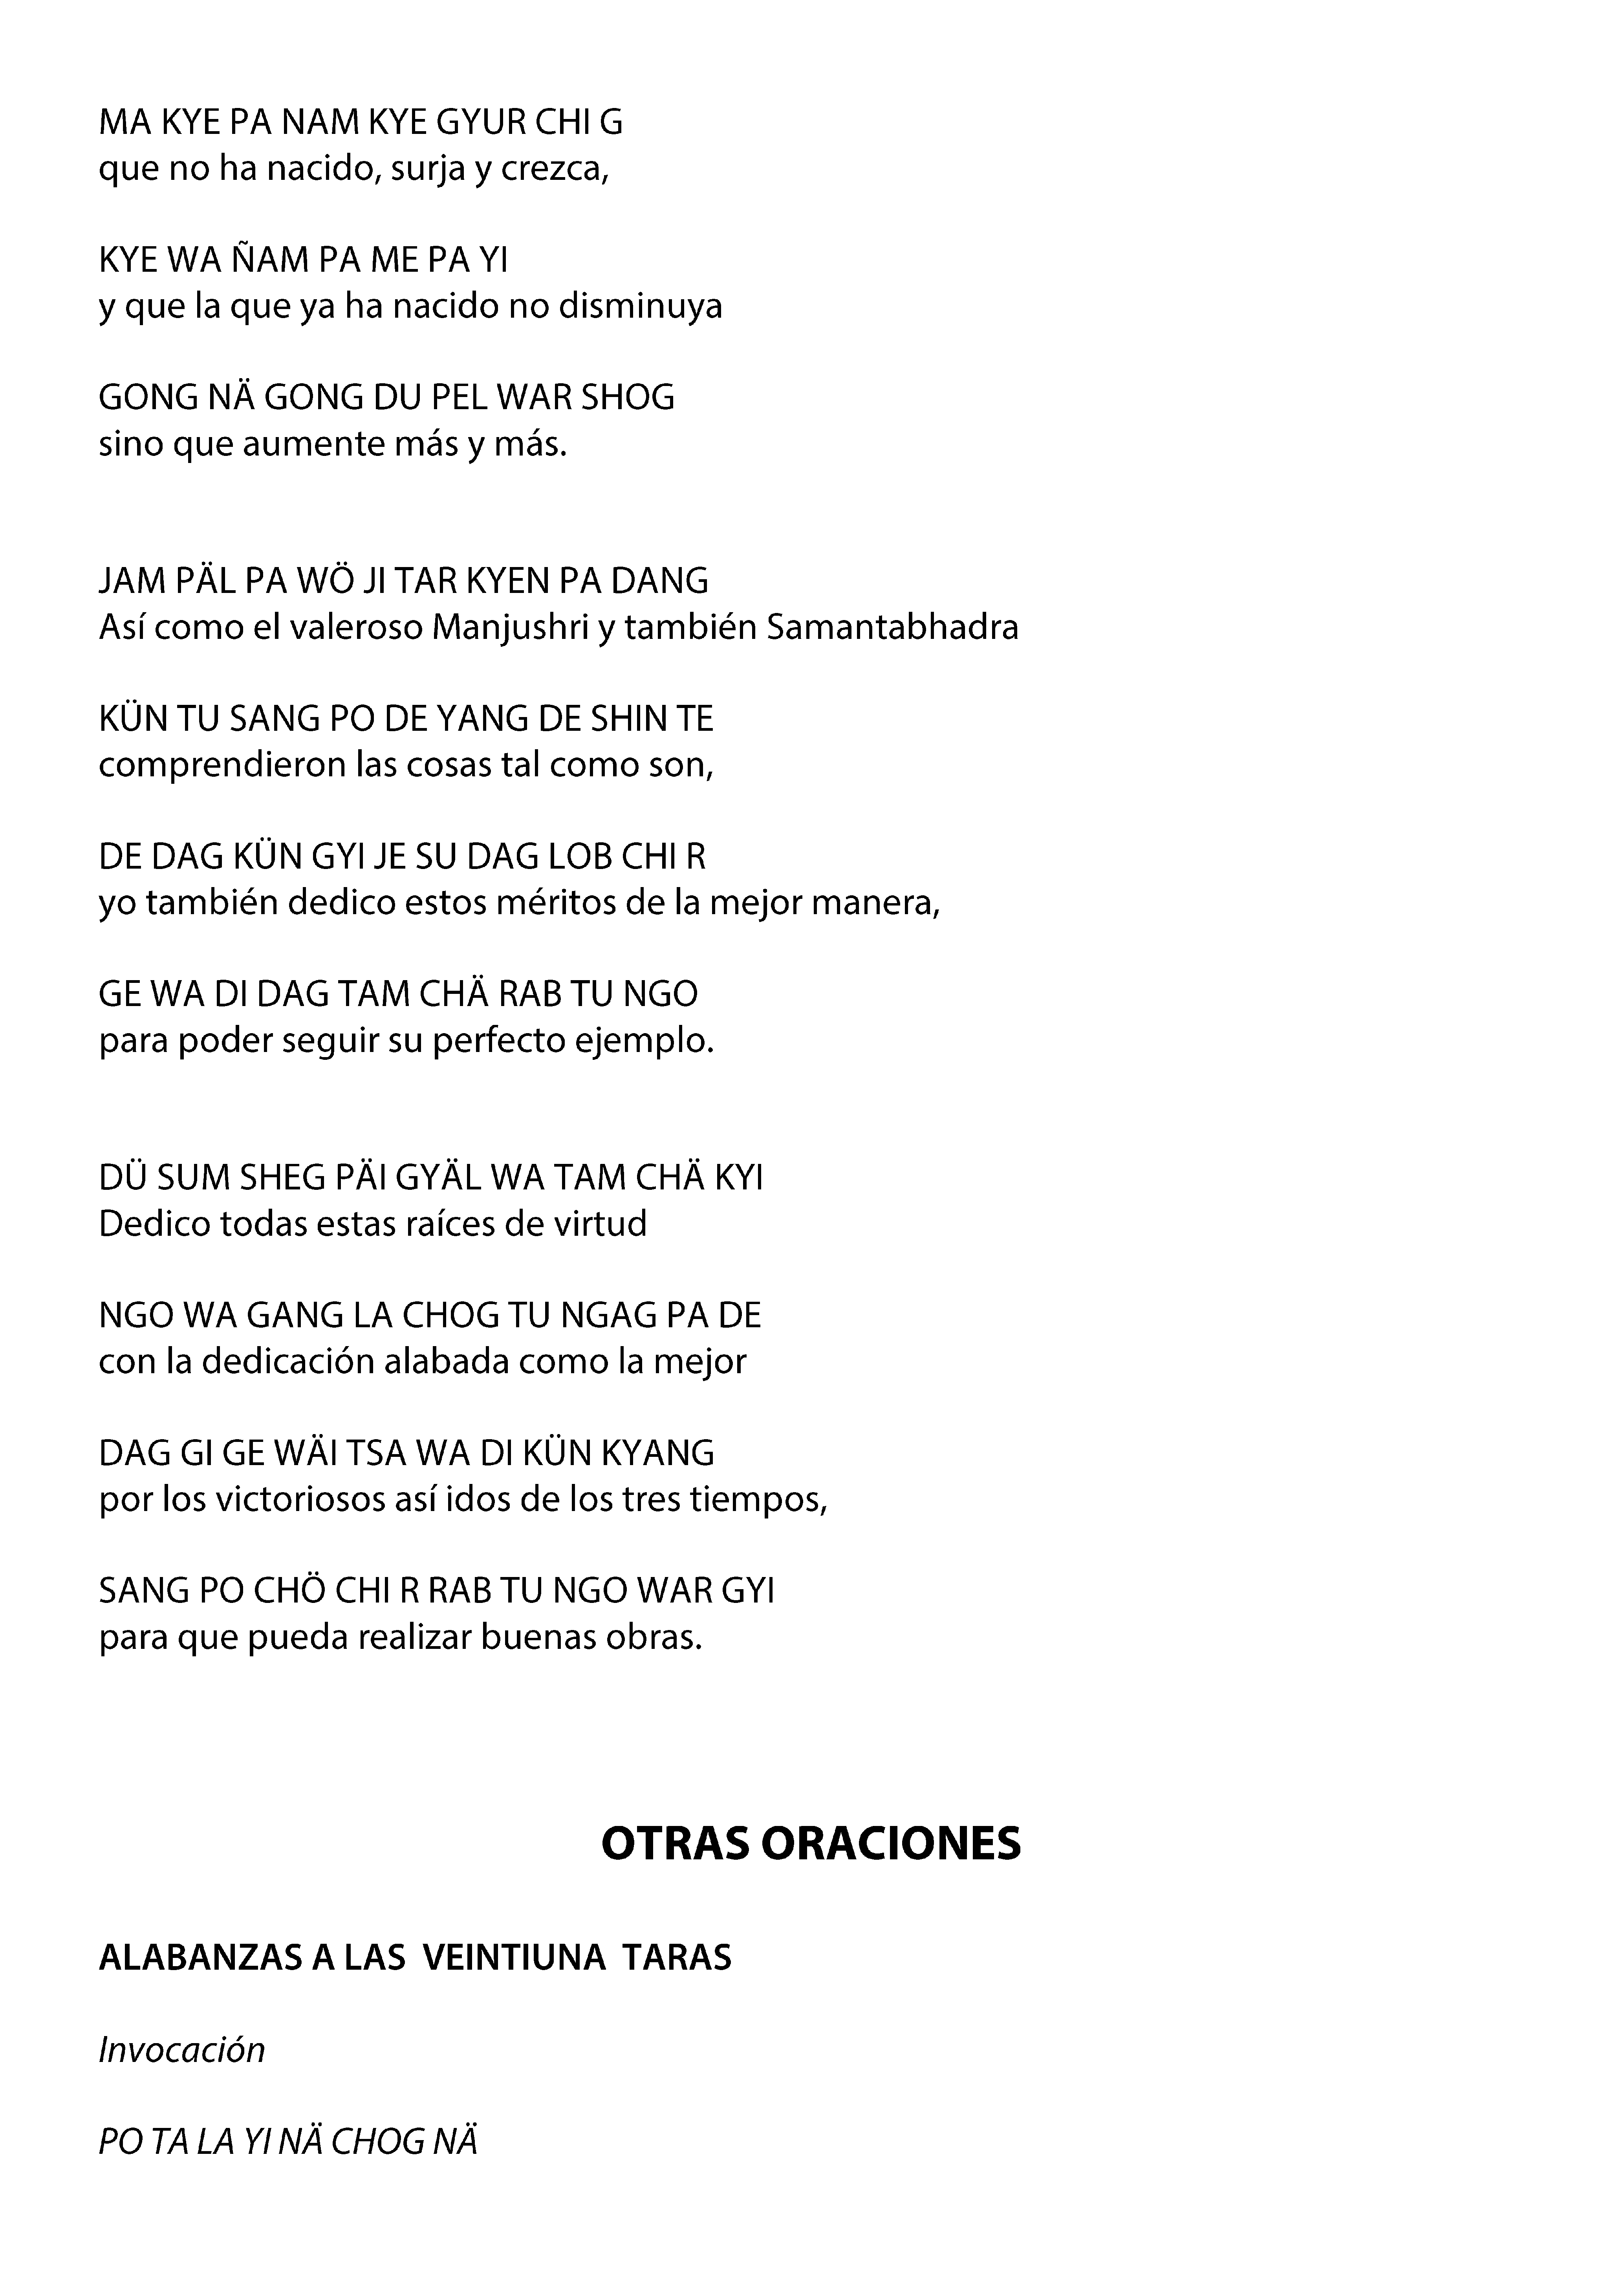 MA KYE PA NAM KYE GYUR CHI G
que no ha nacido, surja y crezca,
KYE WA ÑAM PA ME PA YI
y que la que ya ha nacido no disminuya
GONG NÄ GONG DU PEL WAR SHOG
sino que aumente más y más.
JAM PÄL PA WÖ JI TAR KYEN PA DANG
Así como el valeroso Manjushri y también Samantabhadra
KÜN TU SANG PO DE YANG DE SHIN TE
comprendieron las cosas tal como son,
DE DAG KÜN GYI JE SU DAG LOB CHI R
yo también dedico estos méritos de la mejor manera,
GE WA DI DAG TAM CHÄ RAB TU NGO
para poder seguir su perfecto ejemplo.
DÜ SUM SHEG PÄI GYÄL WA TAM CHÄ KYI
Dedico todas estas raíces de virtud
NGO WA GANG LA CHOG TU NGAG PA DE
con la dedicación alabada como la mejor
DAG GI GE WÄI TSA WA DI KÜN KYANG
por los victoriosos así idos de los tres tiempos,
SANG PO CHÖ CHI R RAB TU NGO WAR GYI
para que pueda realizar buenas obras.
OTRAS ORACIONES
ALABANZAS A LAS  VEINTIUNA  TARAS
Invocación
PO TA LA YI NÄ CHOG NÄ